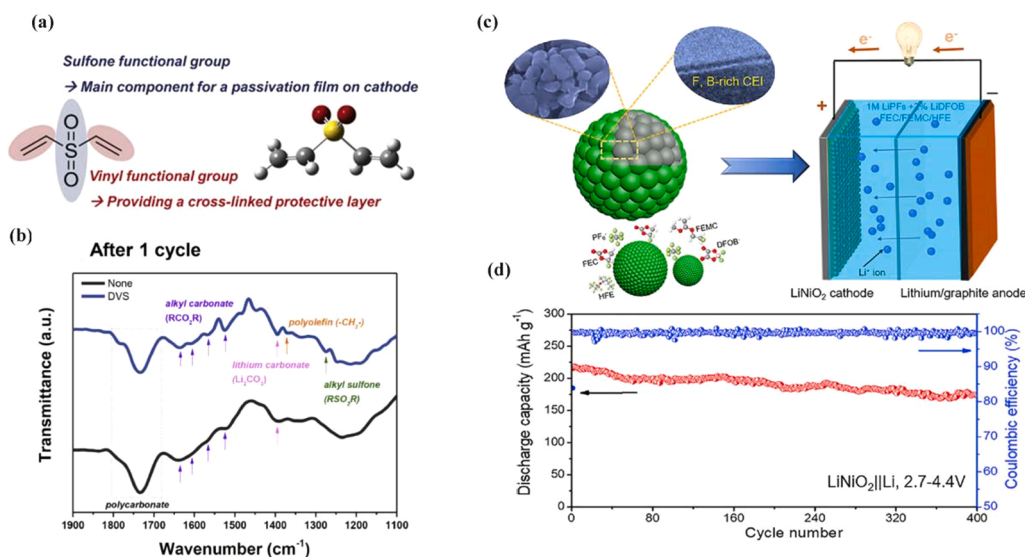 (a)
Sulfone functional group
→ Main component for a passivation film on cathode
O
S
O
Vinyl functional group
→ Providing a cross-linked protective layer
(b)
After 1 cycle
None
DVS
alkyl carbonate
(RCO₂R)
polyolefin (-CH₂-)
lithium carbonate
(Li₂CO₃)
alkyl sulfone
(RSO₂R)
polycarbonate
Transmittance (a.u.)
1900 1800 1700 1600 1500 1400 1300 1200 1100
Wavenumber (cm⁻¹)
(c)
F, B-rich CEI
PF₆
FEC
HFE
FEMC
DFOB
e⁻ e⁻
+
−
1M LiPF₆ +2% LiDFOB
FEC/FEMC/HFE
Li⁺ ion
LiNiO₂ cathode
Lithium/graphite anode
(d)
Discharge capacity (mAh g⁻¹)
300
250
200
150
100
50
0
0 80 160 240 320 400
Cycle number
100
90
80
70
60
50
Coulombic efficiency (%)
LiNiO₂||Li, 2.7-4.4V